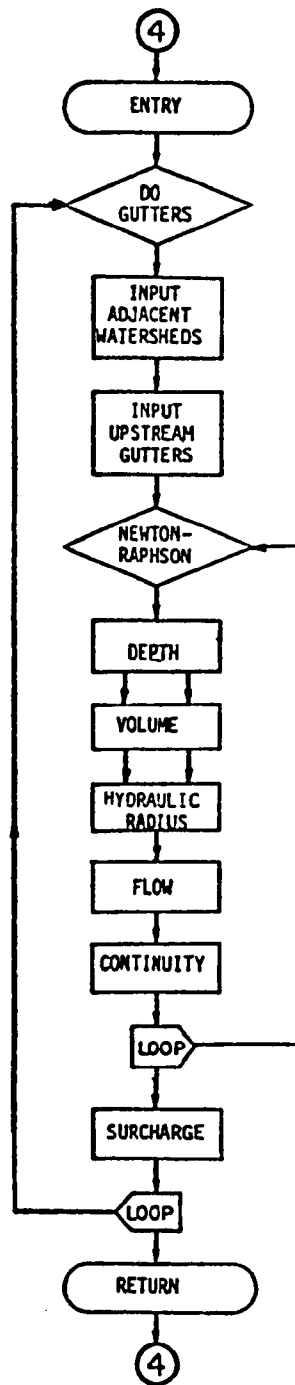 4
ENTRY
DO
GUTTERS
INPUT
ADJACENT
WATERSHEDS
INPUT
UPSTREAM
GUTTERS
NEWTON-
RAPHSON
DEPTH
VOLUME
HYDRAULIC
RADIUS
FLOW
CONTINUITY
LOOP
SURCHARGE
LOOP
RETURN
4